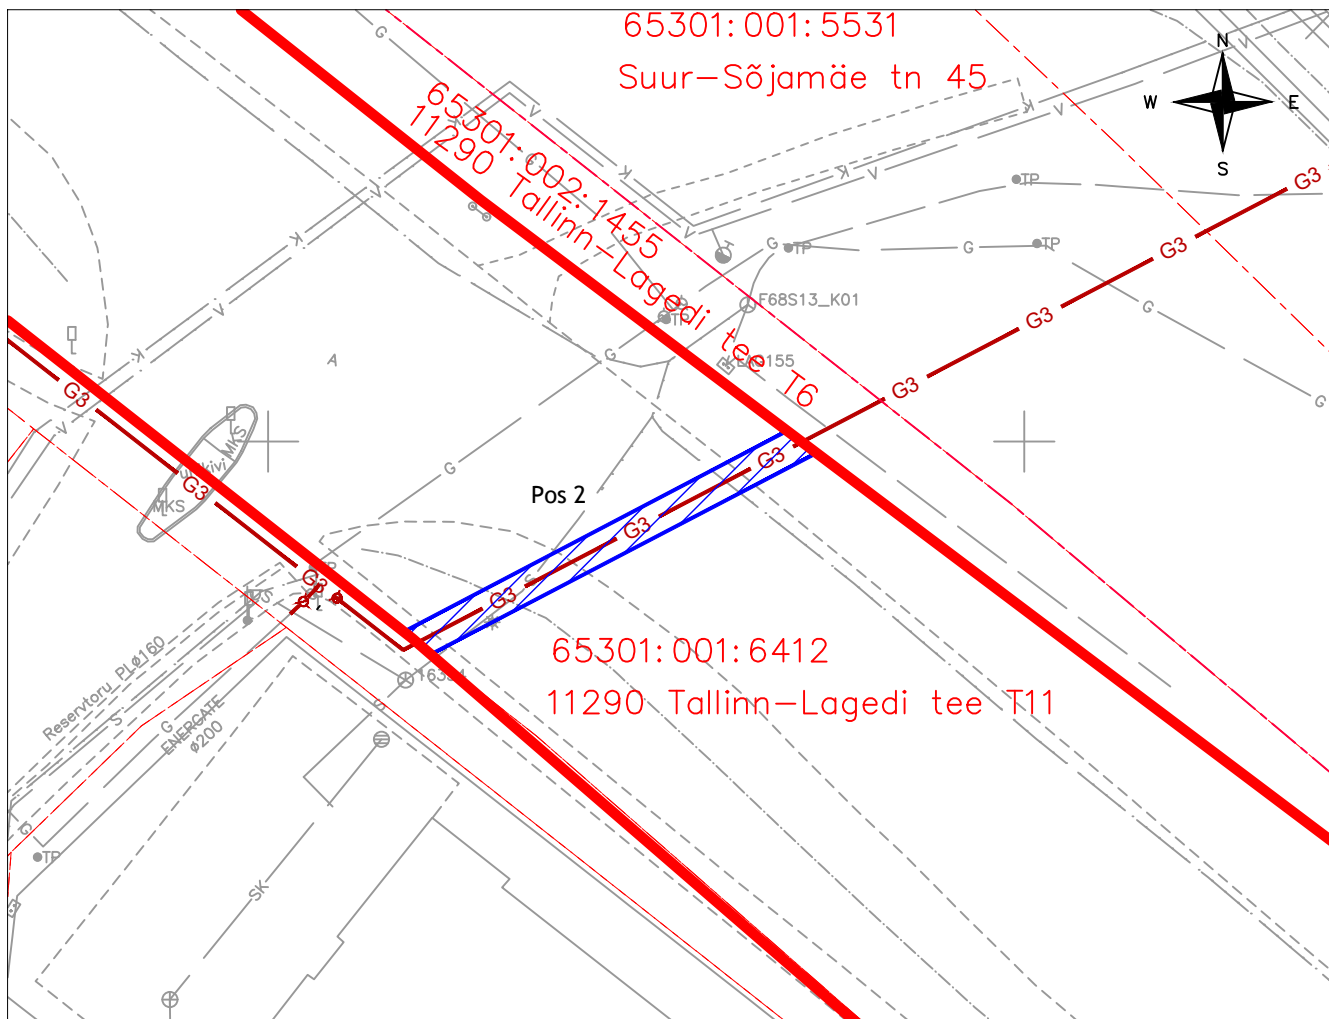 65301:001:5531
Suur-Sõjamäe tn 45
N
W
E
S
65301:002:1455
11290 Tallinn-Lagedi tee T6
G
G
V
V
K
K
V
K
V
K
V
TP
TP
TP
G
G
G
G3
G3
G3
G3
F68S13_K01
TP
G
G
A
K
V
K
V
V
G3
MKS
MKS
G3
G
G3
G3
G3
G3
Pos 2
S
65301:001:6412
11290 Tallinn-Lagedi tee T11
Reservtoru PLø160
S
G
ENERGATE
ø200
S
G
TP
SK